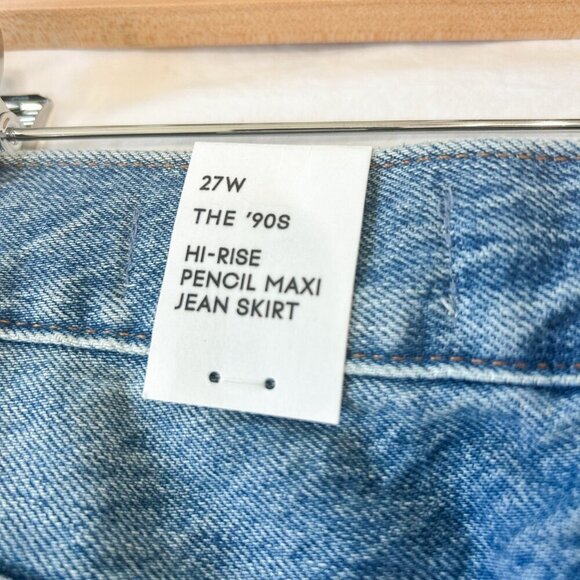 27W
THE '90S
HI-RISE
PENCIL MAXI
JEAN SKIRT